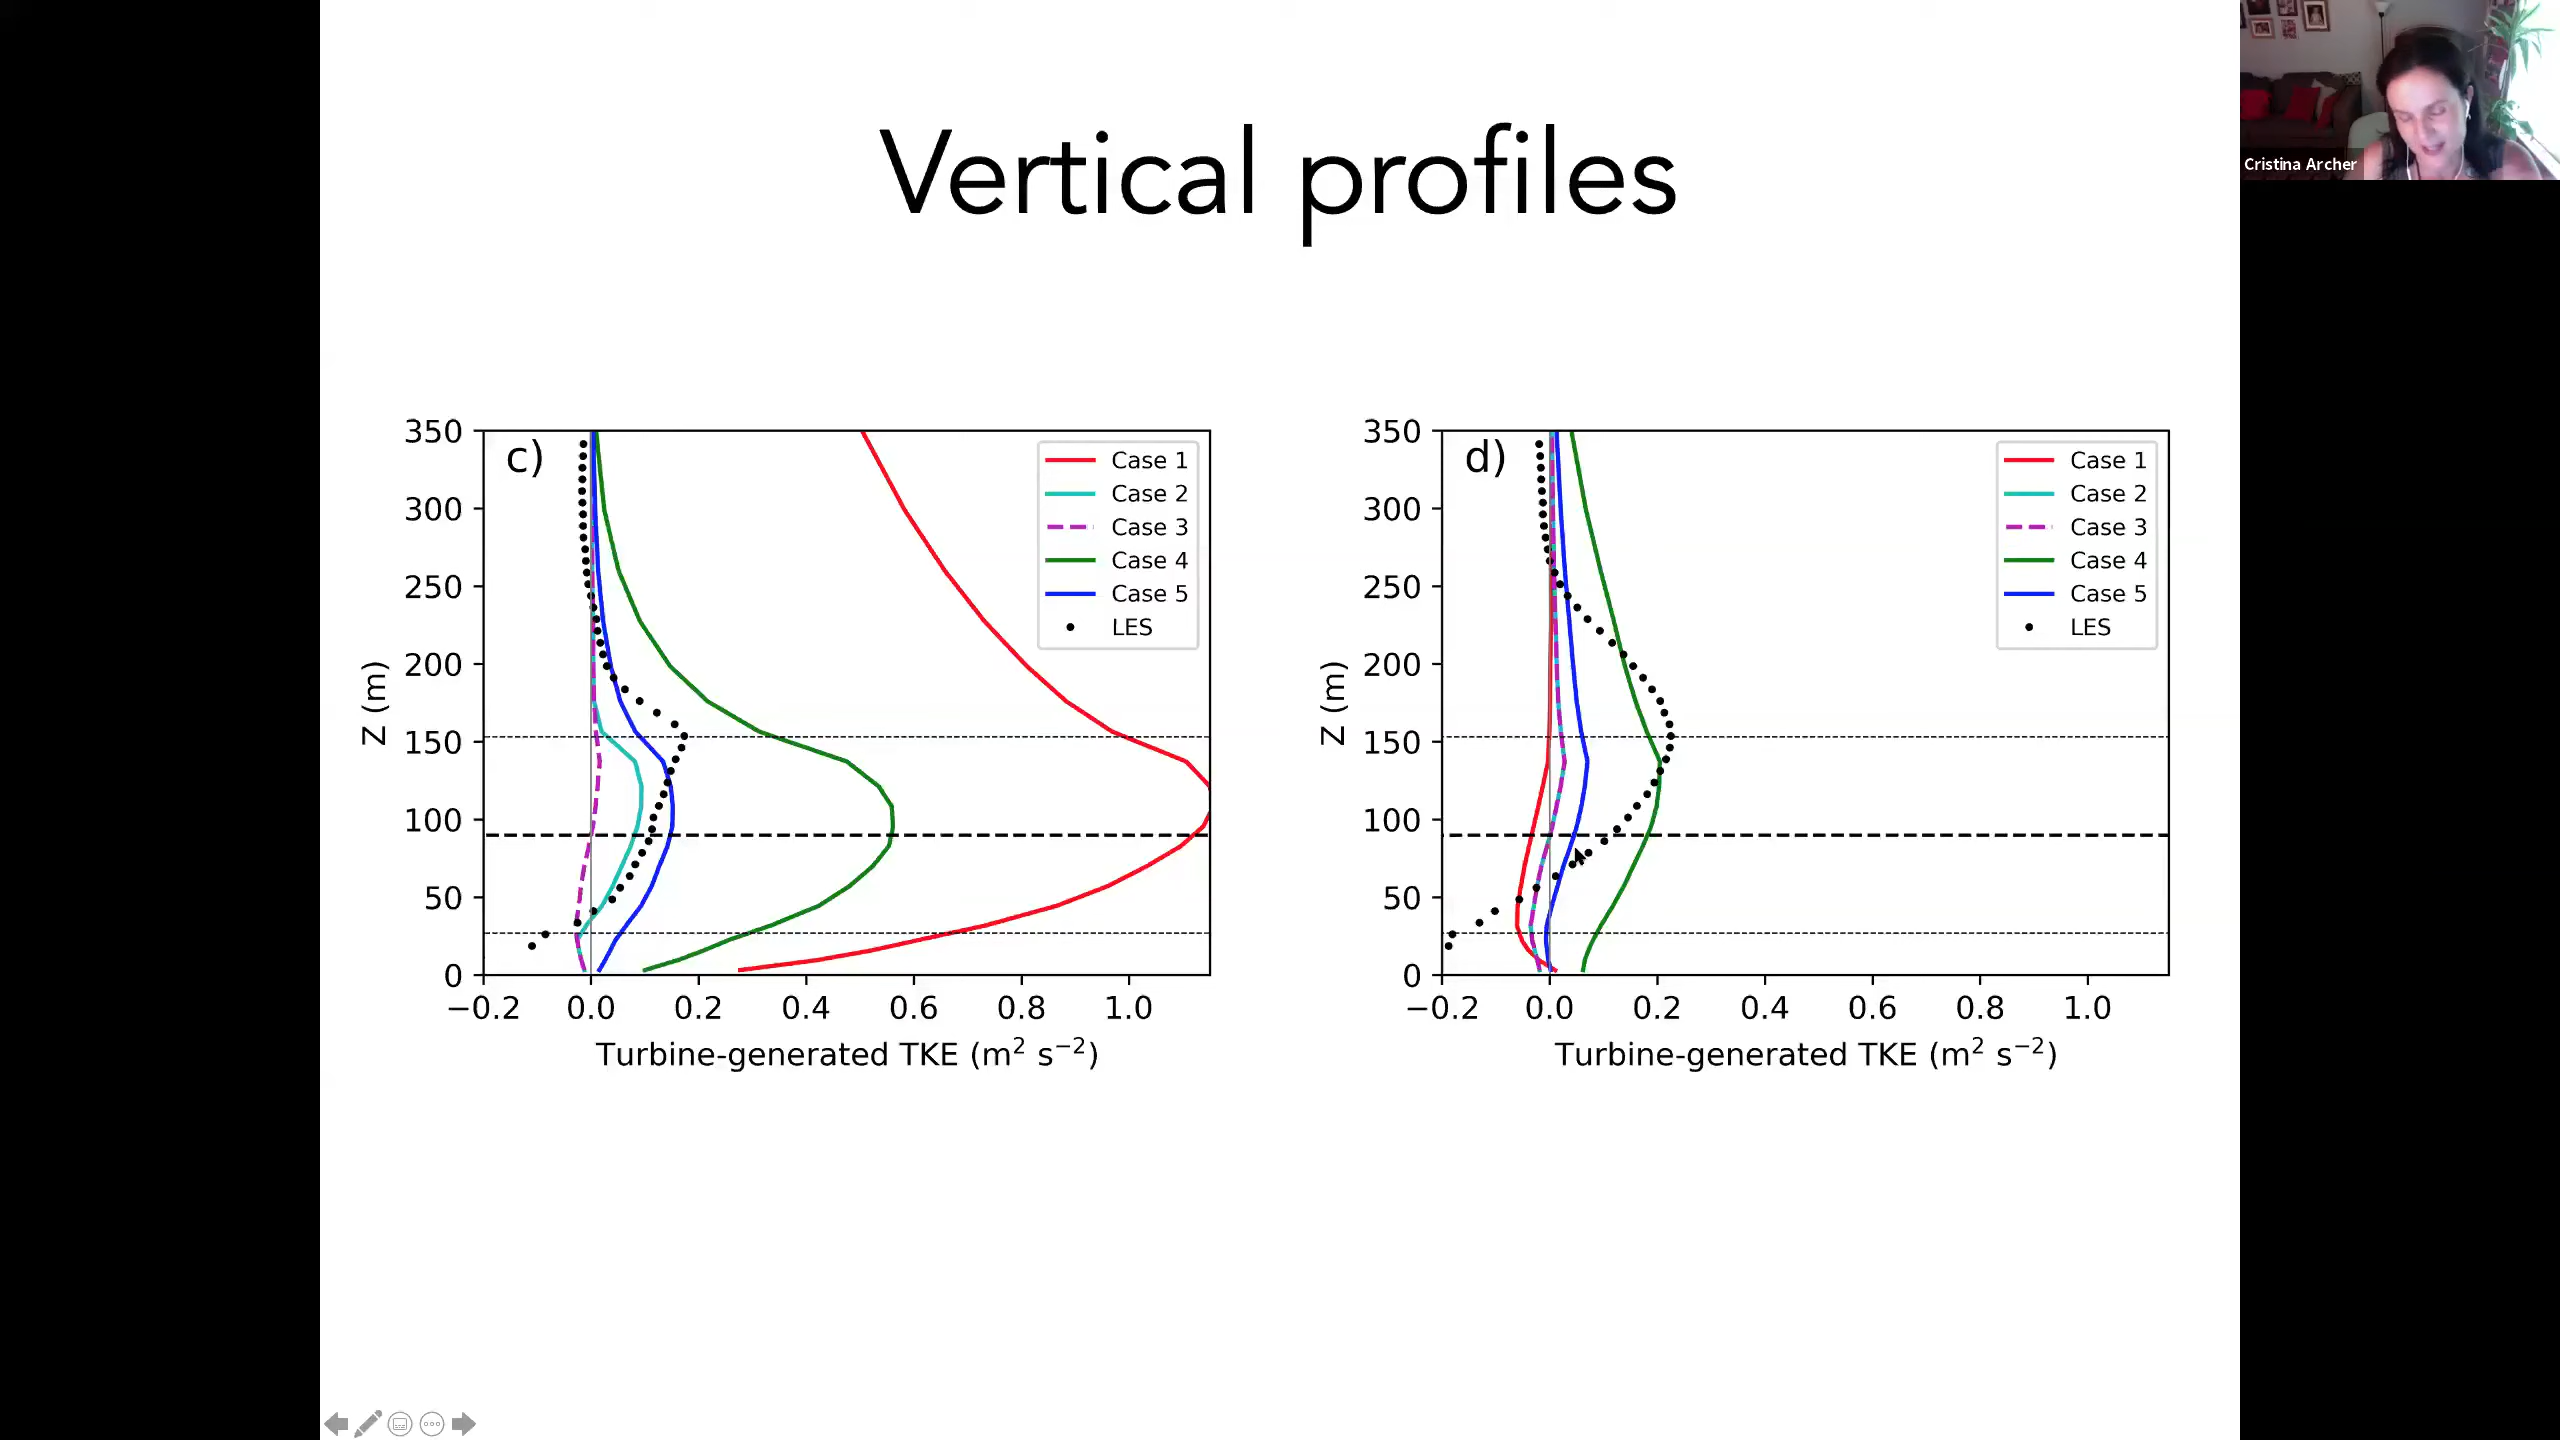 Vertical profiles
Cristina Archer
c)
Case 1
Case 2
Case 3
Case 4
Case 5
LES
350
300
250
200
150
100
50
0
Z (m)
−0.2 0.0 0.2 0.4 0.6 0.8 1.0
Turbine-generated TKE (m² s⁻²)
d)
Case 1
Case 2
Case 3
Case 4
Case 5
LES
350
300
250
200
150
100
50
0
Z (m)
−0.2 0.0 0.2 0.4 0.6 0.8 1.0
Turbine-generated TKE (m² s⁻²)